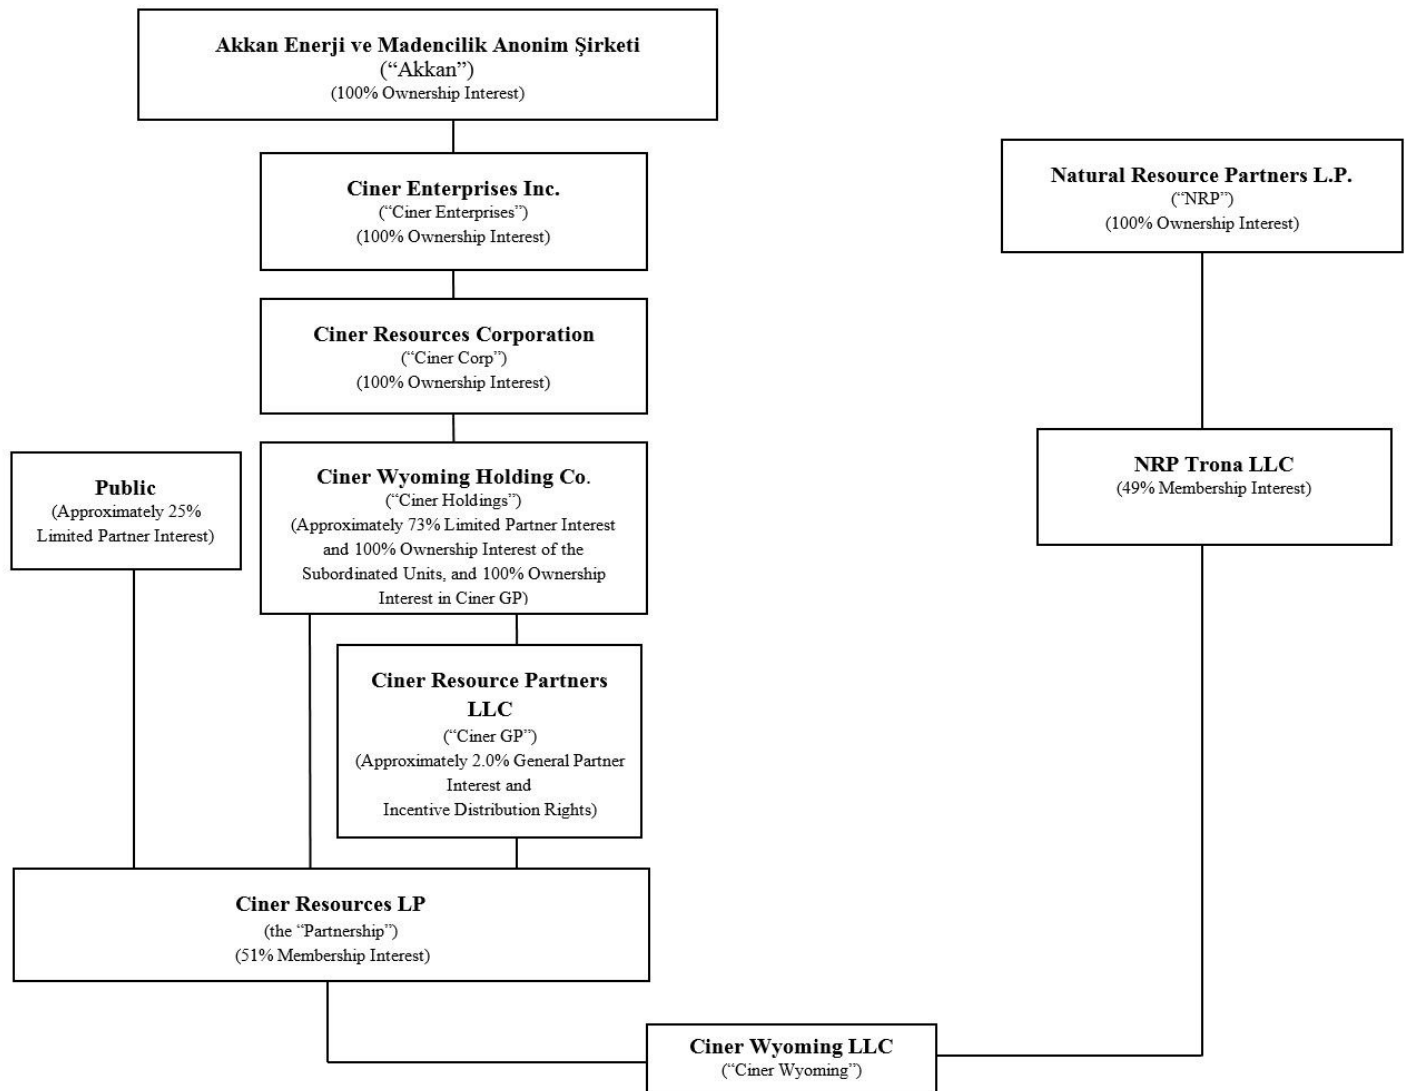 Akkan Enerji ve Madencilik Anonim Şirketi
(“Akkan”)
(100% Ownership Interest)
Ciner Enterprises Inc.
(“Ciner Enterprises”)
(100% Ownership Interest)
Natural Resource Partners L.P.
(“NRP”)
(100% Ownership Interest)
Ciner Resources Corporation
(“Ciner Corp”)
(100% Ownership Interest)
Public
(Approximately 25%
Limited Partner Interest)
Ciner Wyoming Holding Co.
(“Ciner Holdings”)
(Approximately 73% Limited Partner Interest
and 100% Ownership Interest of the
Subordinated Units, and 100% Ownership
Interest in Ciner GP)
NRP Trona LLC
(49% Membership Interest)
Ciner Resource Partners
LLC
(“Ciner GP”)
(Approximately 2.0% General Partner
Interest and
Incentive Distribution Rights)
Ciner Resources LP
(the “Partnership”)
(51% Membership Interest)
Ciner Wyoming LLC
(“Ciner Wyoming”)